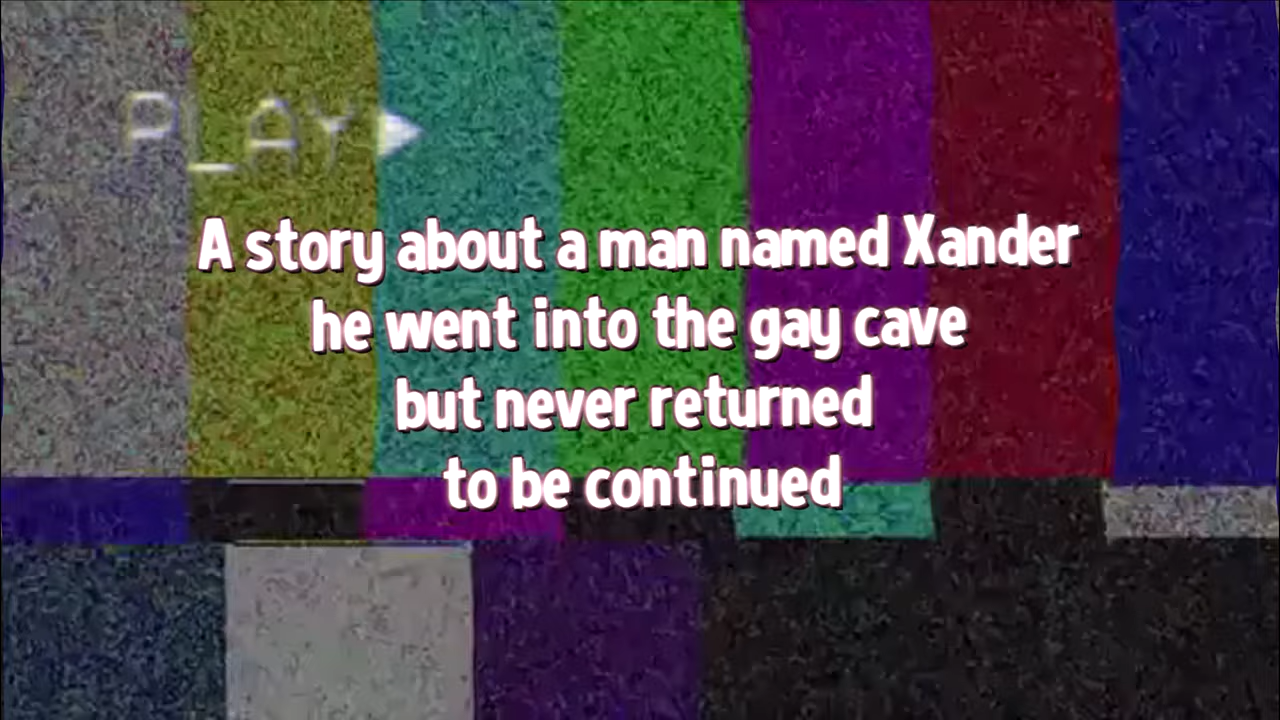 PLAY
A story about a man named Xander
he went into the gay cave
but never returned
to be continued